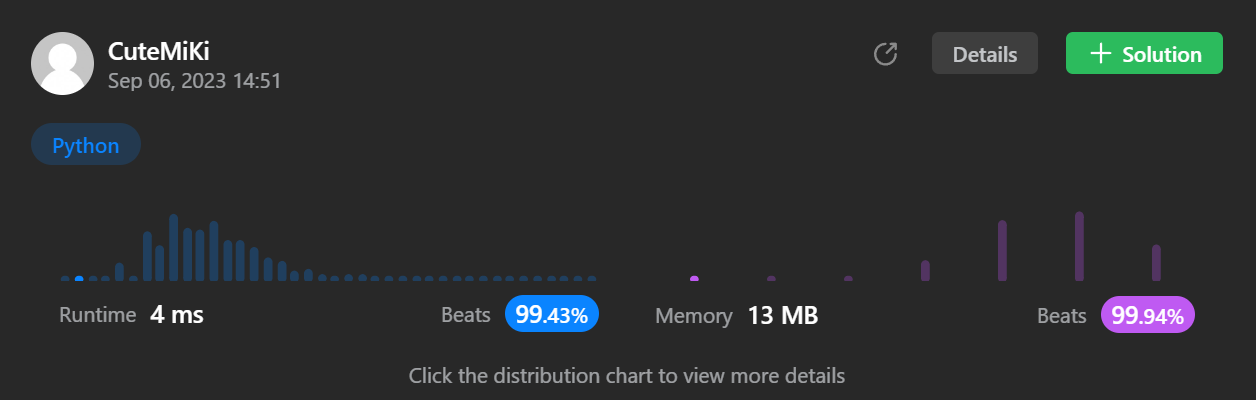 CuteMiKi
Sep 06, 2023 14:51
Details
Solution
Python
Runtime 4 ms Beats 99.43% Memory 13 MB Beats 99.94%
Click the distribution chart to view more details